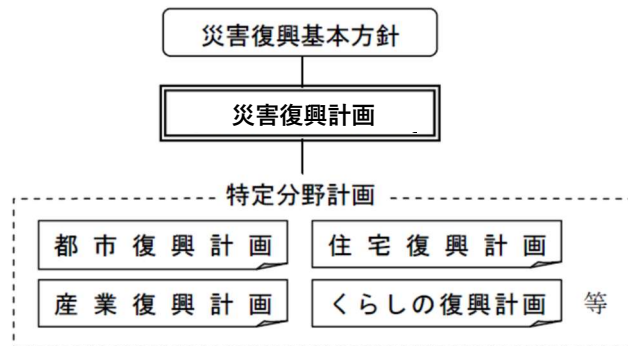 災害復興基本方針
災害復興計画
特定分野計画
都市復興計画 住宅復興計画
産業復興計画 くらしの復興計画 等